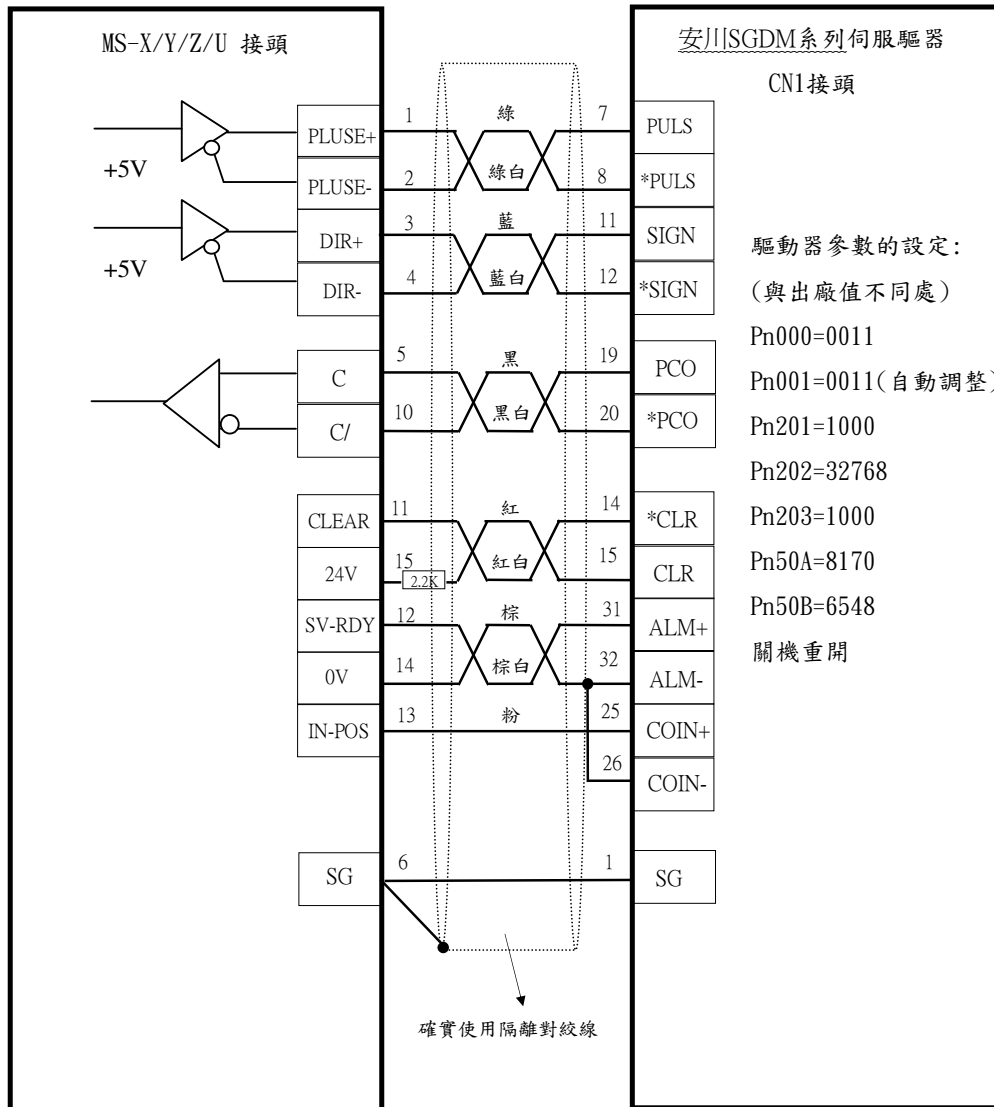 MS-X/Y/Z/U 接頭
安川SGDM系列伺服驅器
CN1接頭
+5V
PLUSE+ 1 綠 7 PULS
PLUSE- 2 綠白 8 *PULS
+5V
DIR+ 3 藍 11 SIGN
DIR- 4 藍白 12 *SIGN
C 5 黑 19 PCO
C/ 10 黑白 20 *PCO
CLEAR 11 紅 14 *CLR
24V 15 2.2K 紅白 15 CLR
SV-RDY 12 棕 31 ALM+
0V 14 棕白 32 ALM-
IN-POS 13 粉 25 COIN+
26 COIN-
SG 6 1 SG
確實使用隔離對絞線
驅動器參數的設定:
(與出廠值不同處)
Pn000=0011
Pn001=0011(自動調整)
Pn201=1000
Pn202=32768
Pn203=1000
Pn50A=8170
Pn50B=6548
關機重開